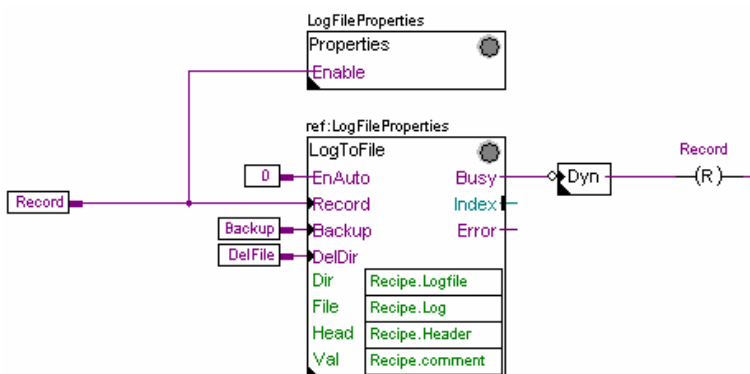 LogFileProperties
Properties
Enable
ref:LogFileProperties
LogToFile
Record
0 EnAuto Busy Dyn (R)
Record Record Index
Backup Backup Error
DelFile DelDir
Dir Recipe.Logfile
File Recipe.Log
Head Recipe.Header
Val Recipe.comment